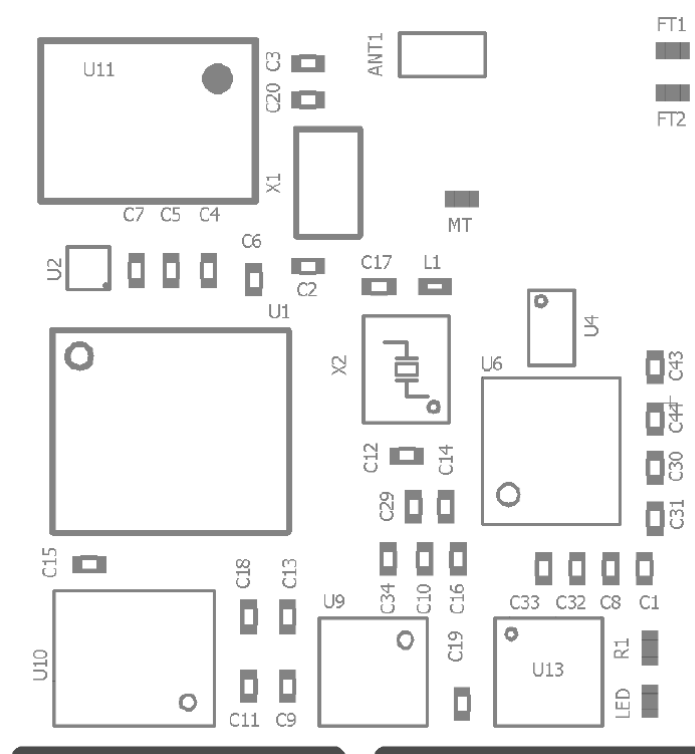 FT1
ANT1
C3
U11
C20
FT2
X1
C7 C5 C4
MT
C6
U2
C17 L1
C2
U1
U4
X2
U6
C43
C44
C12 C14
C30
C29
C31
C15
C18 C13
C34 C10 C16
C33 C32 C8 C1
U9
C19
R1
U10
U13
LED
C11 C9